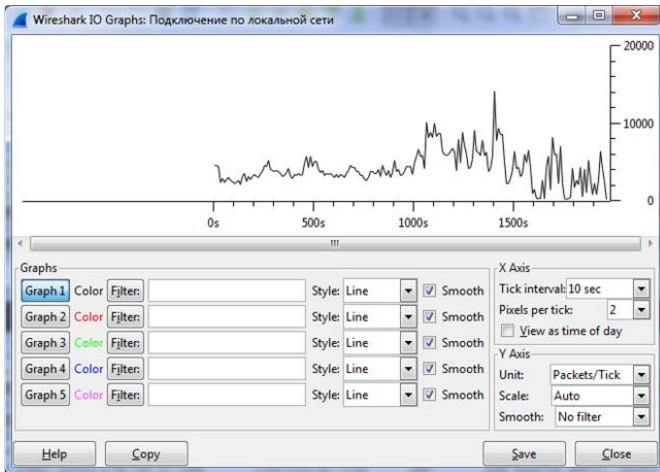 Wireshark IO Graphs: Подключение по локальной сети
20000
10000
0
0s 500s 1000s 1500s
Graphs
Graph 1 Color Filter: Style: Line Smooth
Graph 2 Color Filter: Style: Line Smooth
Graph 3 Color Filter: Style: Line Smooth
Graph 4 Color Filter: Style: Line Smooth
Graph 5 Color Filter: Style: Line Smooth
X Axis
Tick interval: 10 sec
Pixels per tick: 2
View as time of day
Y Axis
Unit: Packets/Tick
Scale: Auto
Smooth: No filter
Help Copy Save Close